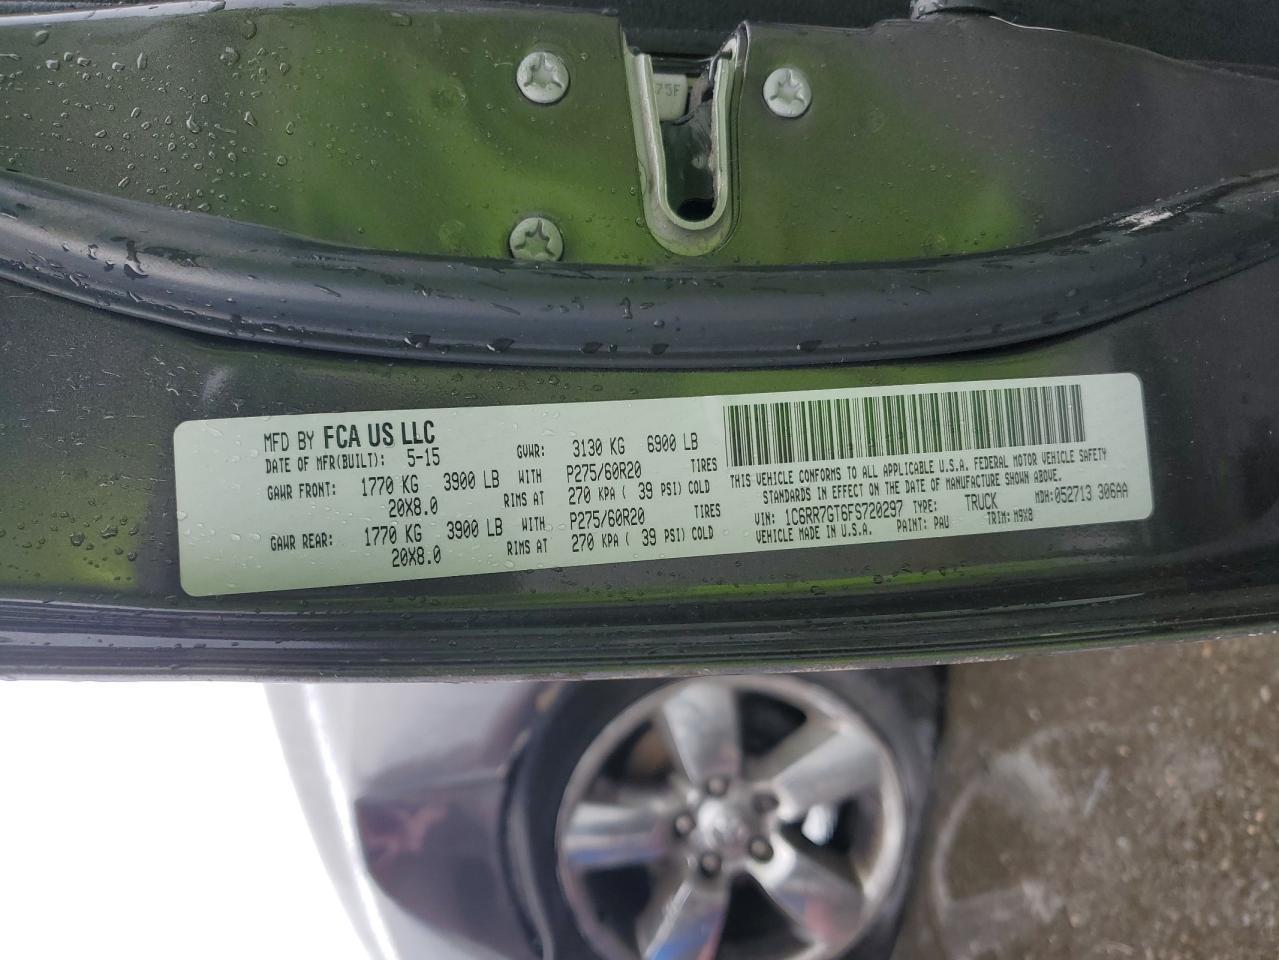 75F
MFD BY FCA US LLC
DATE OF MFR(BUILT): 5-15 GVWR: 3130 KG 6900 LB
GAWR FRONT: 1770 KG 3900 LB WITH P275/60R20 TIRES
20X8.0 RIMS AT 270 KPA ( 39 PSI) COLD
GAWR REAR: 1770 KG 3900 LB WITH P275/60R20 TIRES
20X8.0 RIMS AT 270 KPA ( 39 PSI) COLD
THIS VEHICLE CONFORMS TO ALL APPLICABLE U.S.A. FEDERAL MOTOR VEHICLE SAFETY
STANDARDS IN EFFECT ON THE DATE OF MANUFACTURE SHOWN ABOVE.
VIN: 1C6RR7GT6FS720297 TYPE: TRUCK MDH: 052713 306AA
VEHICLE MADE IN U.S.A. PAINT: PAU TRIM: M9X8